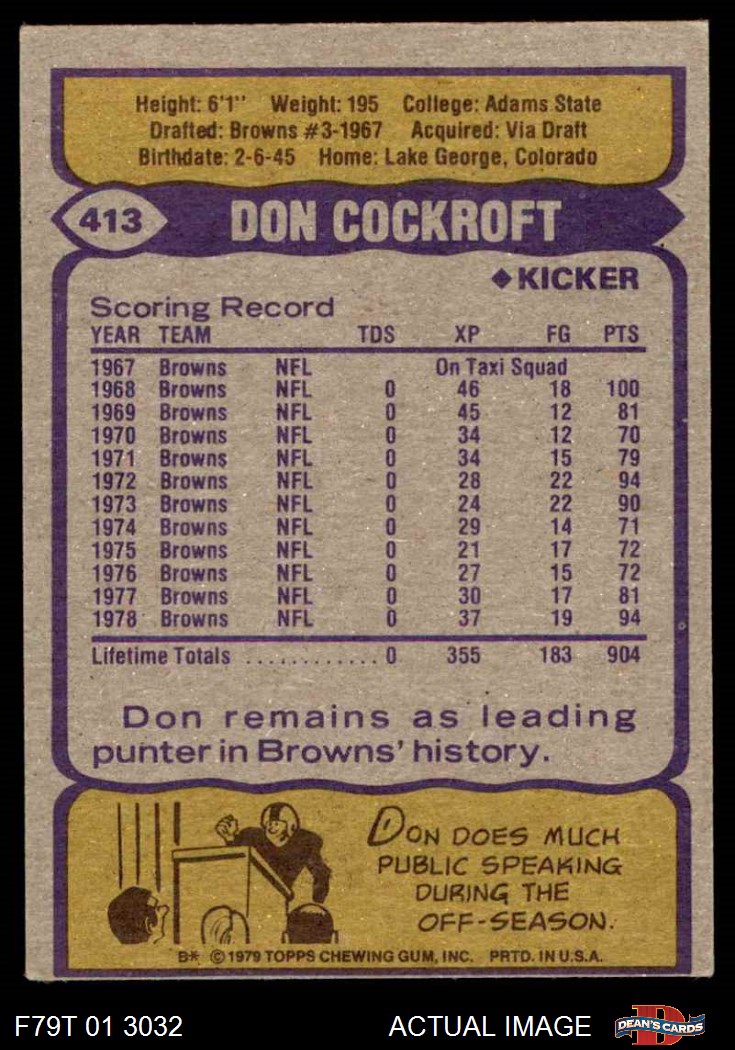 Height: 6'1" Weight: 195 College: Adams State
Drafted: Browns #3-1967 Acquired: Via Draft
Birthdate: 2-6-45 Home: Lake George, Colorado
413 DON COCKROFT
◆KICKER
Scoring Record
YEAR TEAM TDS XP FG PTS
1967 Browns NFL On Taxi Squad
1968 Browns NFL 0 46 18 100
1969 Browns NFL 0 45 12 81
1970 Browns NFL 0 34 12 70
1971 Browns NFL 0 34 15 79
1972 Browns NFL 0 28 22 94
1973 Browns NFL 0 24 22 90
1974 Browns NFL 0 29 14 71
1975 Browns NFL 0 21 17 72
1976 Browns NFL 0 27 15 72
1977 Browns NFL 0 30 17 81
1978 Browns NFL 0 37 19 94
Lifetime Totals ............ 0 355 183 904
Don remains as leading
punter in Browns' history.
DON DOES MUCH
PUBLIC SPEAKING
DURING THE
OFF-SEASON.
B* © 1979 TOPPS CHEWING GUM, INC. PRTD. IN U.S.A.
F79T 01 3032 ACTUAL IMAGE D DEAN'S CARDS